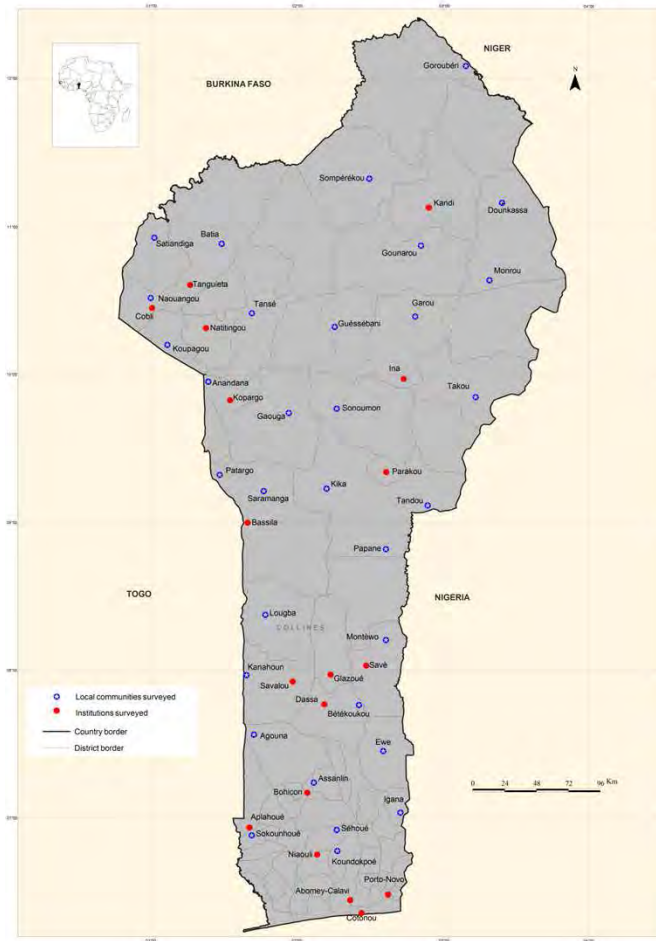 NIGER
Goroubéri
BURKINA FASO
N
Sompérékou
Kandi
Dounkassa
Satiandiga
Batia
Gounarou
Monrou
Tanguieta
Naouangou
Cobli
Tansé
Garou
Natitingou
Guéssébani
Koupagou
Ina
Anandana
Kopargo
Takou
Gaouga
Sonoumon
Parakou
Patargo
Saramanga
Kika
Tandou
Bassila
Papane
TOGO
NIGERIA
Lougba
COLLINES
Montèwo
Savè
Kanahoun
Savalou
Glazoué
Local communities surveyed
Dassa
Bétékoukou
Institutions surveyed
Country border
Agouna
District border
Ewe
Assanlin
0 24 48 72 96 Km
Bohicon
Igana
Aplahoué
Sokounhoué
Séhoué
Niaouli
Koundokpoé
Porto-Novo
Abomey-Calavi
Cotonou